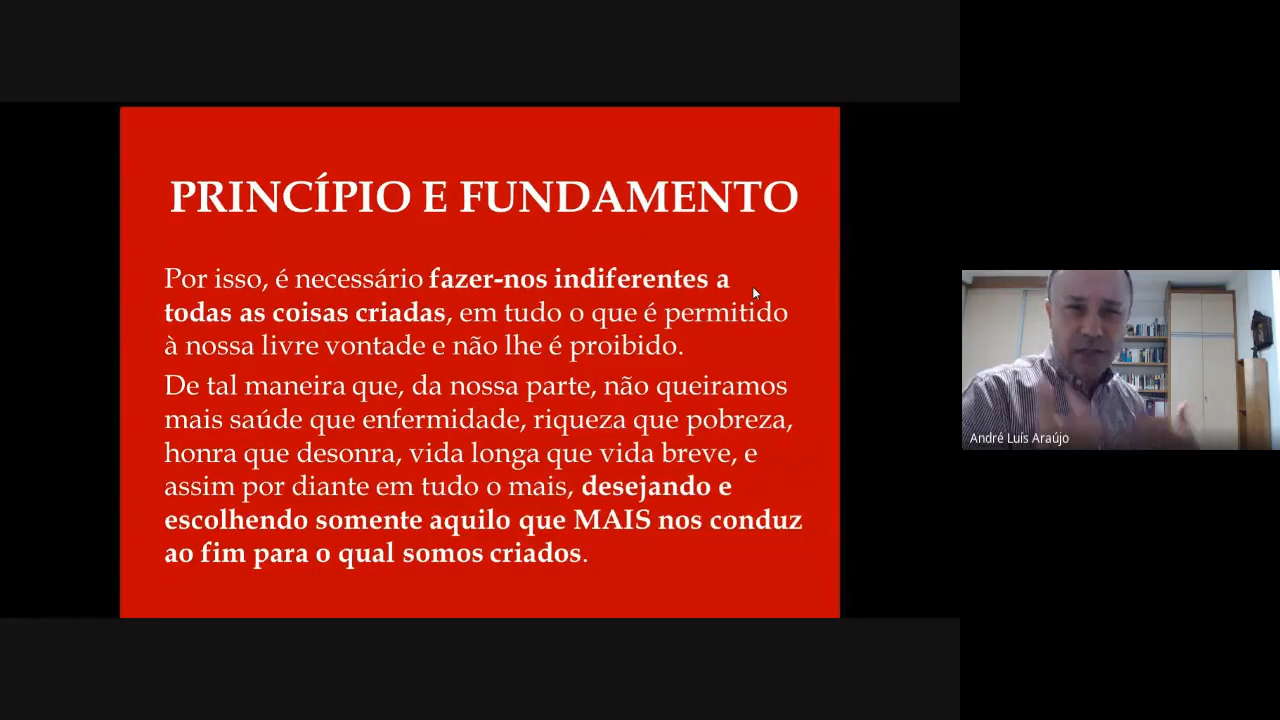 PRINCÍPIO E FUNDAMENTO
Por isso, é necessário fazer-nos indiferentes a
todas as coisas criadas, em tudo o que é permitido
à nossa livre vontade e não lhe é proibido.
De tal maneira que, da nossa parte, não queiramos
mais saúde que enfermidade, riqueza que pobreza,
honra que desonra, vida longa que vida breve, e
assim por diante em tudo o mais, desejando e
escolhendo somente aquilo que MAIS nos conduz
ao fim para o qual somos criados.
André Luís Araújo